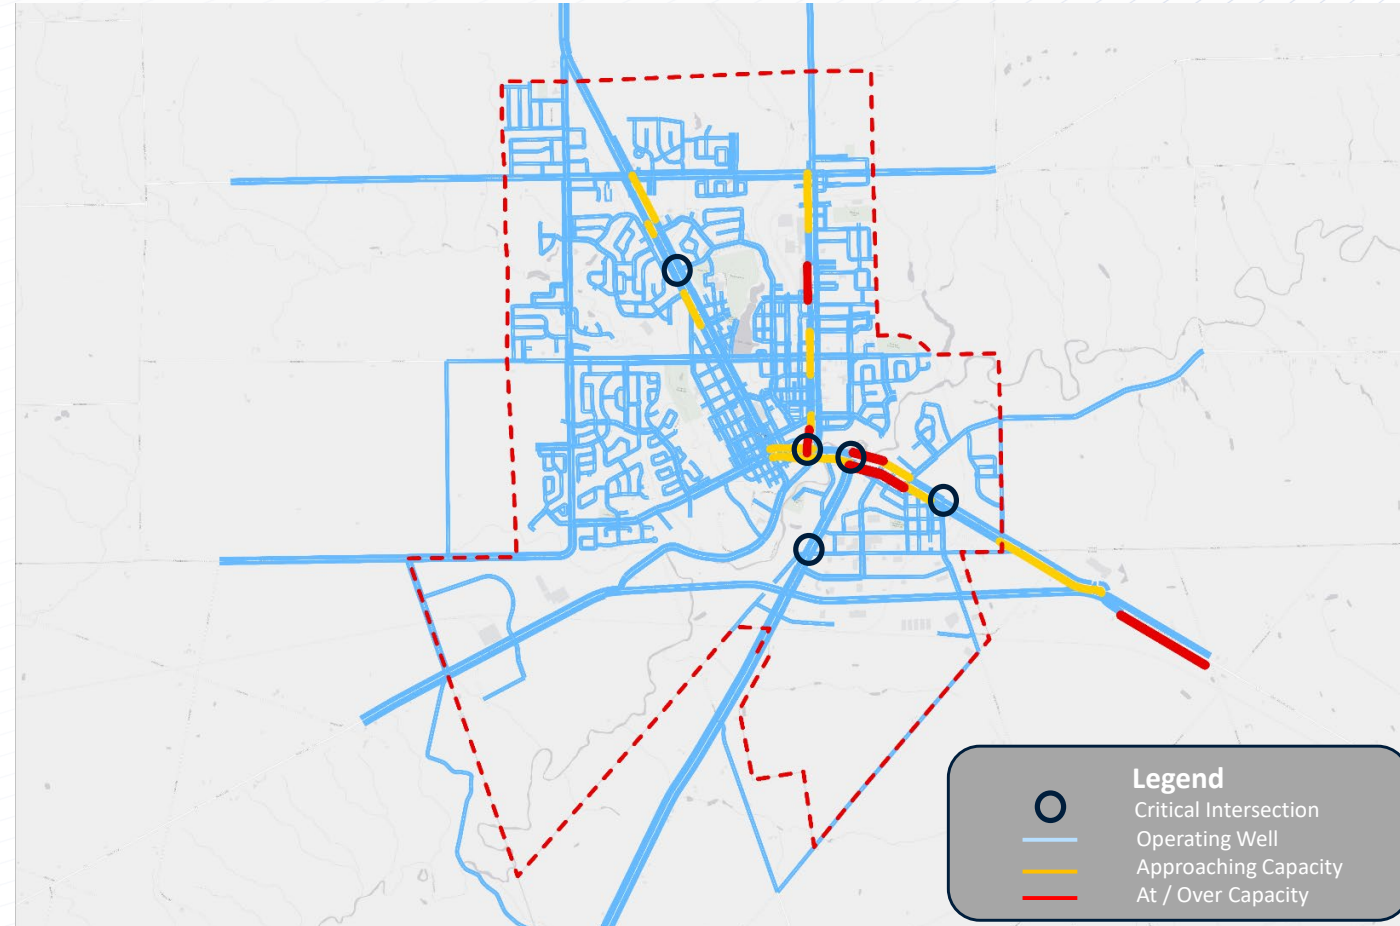 Legend
Critical Intersection
Operating Well
Approaching Capacity
At / Over Capacity